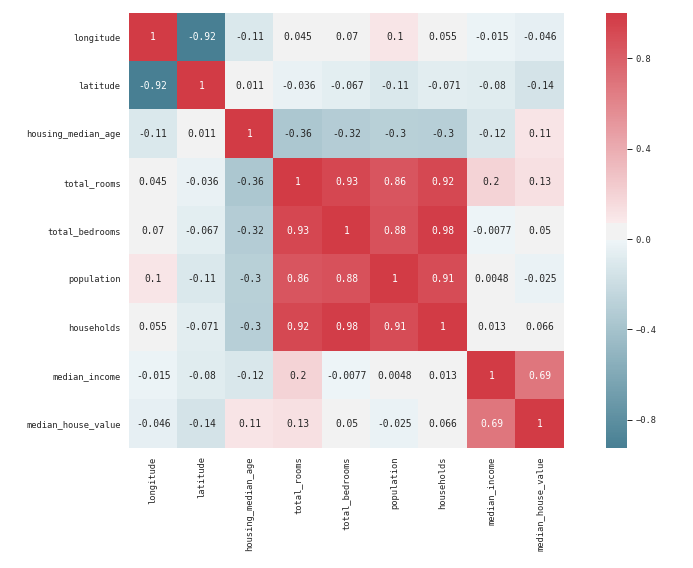 longitude 1 -0.92 -0.11 0.045 0.07 0.1 0.055 -0.015 -0.046
latitude -0.92 1 0.011 -0.036 -0.067 -0.11 -0.071 -0.08 -0.14
housing_median_age -0.11 0.011 1 -0.36 -0.32 -0.3 -0.3 -0.12 0.11
total_rooms 0.045 -0.036 -0.36 1 0.93 0.86 0.92 0.2 0.13
total_bedrooms 0.07 -0.067 -0.32 0.93 1 0.88 0.98 -0.0077 0.05
population 0.1 -0.11 -0.3 0.86 0.88 1 0.91 0.0048 -0.025
households 0.055 -0.071 -0.3 0.92 0.98 0.91 1 0.013 0.066
median_income -0.015 -0.08 -0.12 0.2 -0.0077 0.0048 0.013 1 0.69
median_house_value -0.046 -0.14 0.11 0.13 0.05 -0.025 0.066 0.69 1
longitude
latitude
housing_median_age
total_rooms
total_bedrooms
population
households
median_income
median_house_value
0.8
0.4
0.0
-0.4
-0.8